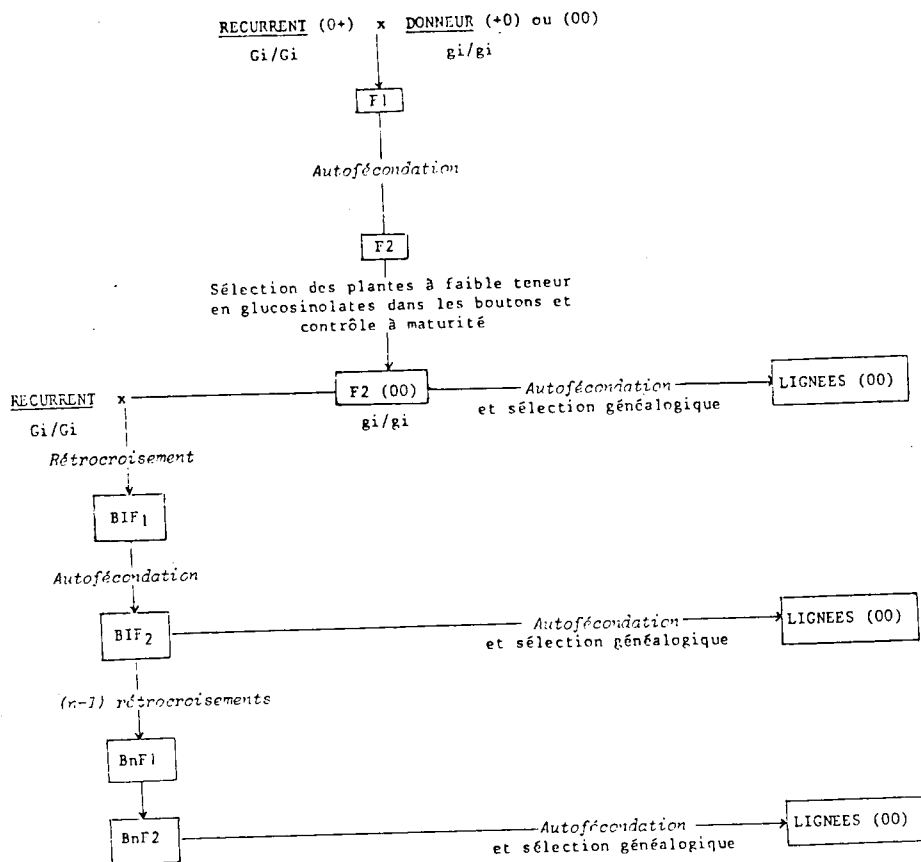 RECURRENT (0+) x DONNEUR (+0) ou (00)
Gi/Gi gi/gi
F1
Autofécondation
F2
Sélection des plantes à faible teneur
en glucosinolates dans les boutons et
contrôle à maturité
F2 (00)
gi/gi
Autofécondation
et sélection généalogique
LIGNEES (00)
RECURRENT x
Gi/Gi
Rétrocroisement
BIF1
Autofécondation
BIF2
Autofécondation
et sélection généalogique
LIGNEES (00)
(n-1) rétrocroisements
BnF1
BnF2
Autofécondation
et sélection généalogique
LIGNEES (00)